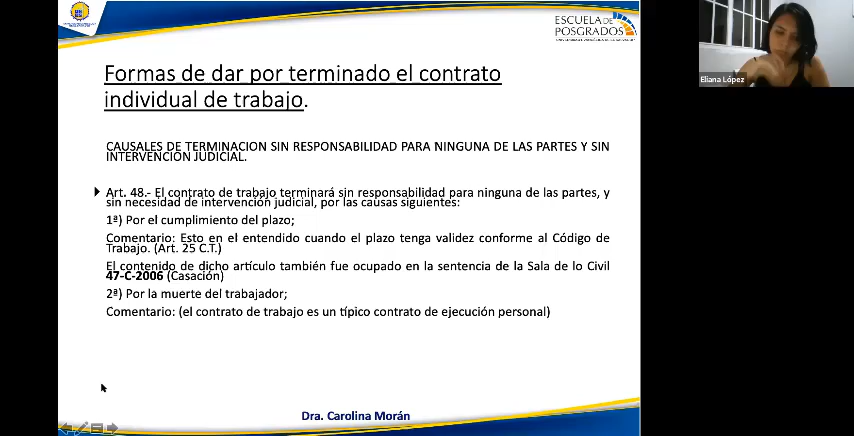 ESCUELA DE
POSGRADOS
Eliana López
Formas de dar por terminado el contrato
individual de trabajo.
CAUSALES DE TERMINACION SIN RESPONSABILIDAD PARA NINGUNA DE LAS PARTES Y SIN
INTERVENCIÓN JUDICIAL.
Art. 48.- El contrato de trabajo terminará sin responsabilidad para ninguna de las partes, y
sin necesidad de intervención judicial, por las causas siguientes:
1ª) Por el cumplimiento del plazo;
Comentario: Esto en el entendido cuando el plazo tenga validez conforme al Código de
Trabajo. (Art. 25 C.T.)
El contenido de dicho artículo también fue ocupado en la sentencia de la Sala de lo Civil
47-C-2006 (Casación)
2ª) Por la muerte del trabajador;
Comentario: (el contrato de trabajo es un típico contrato de ejecución personal)
Dra. Carolina Morán